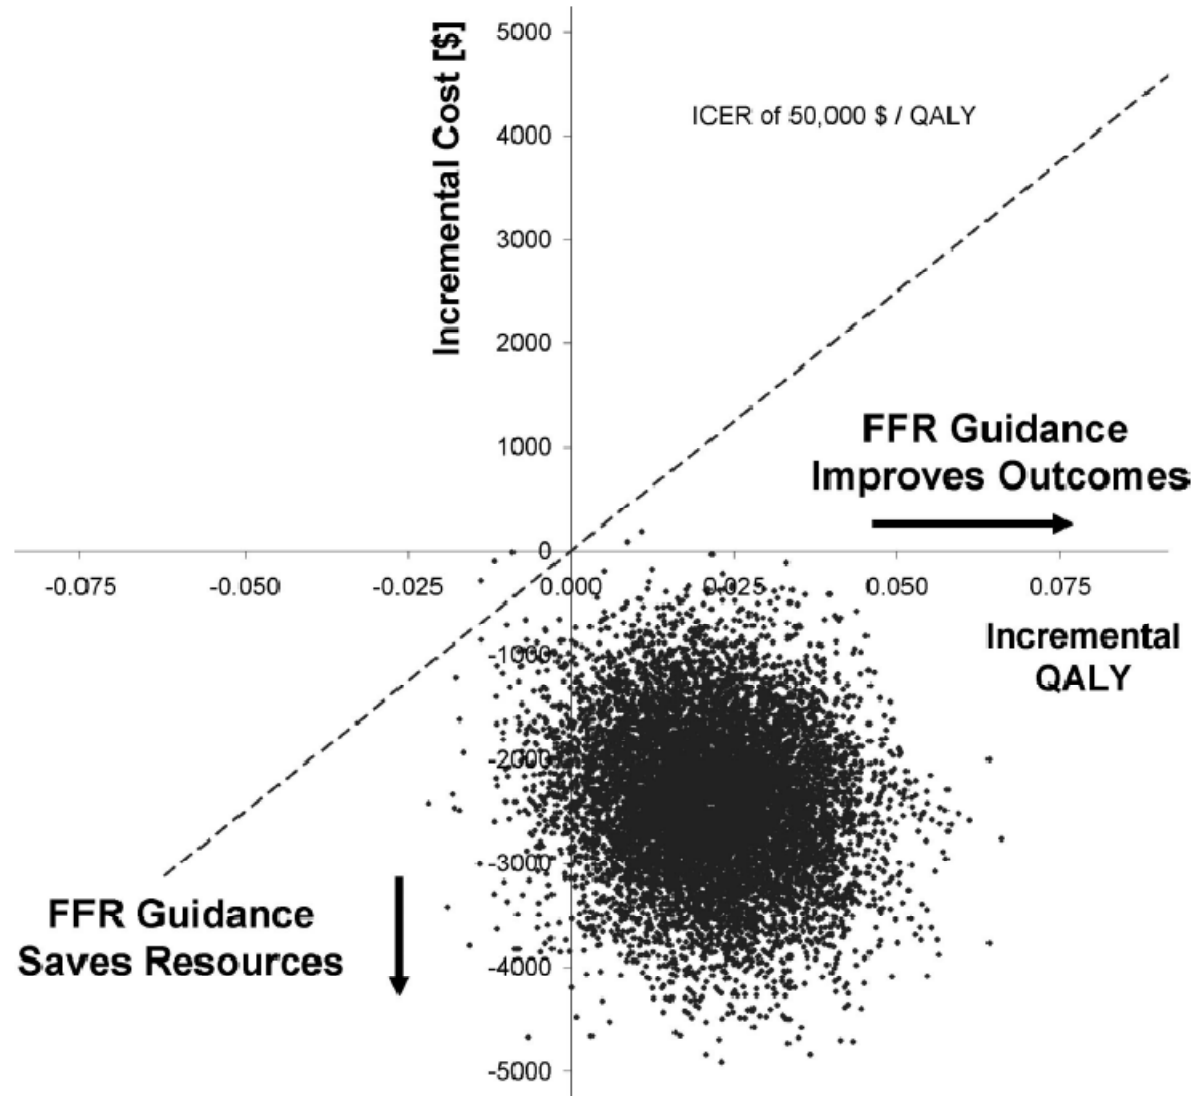 Incremental Cost [$]
5000
4000
3000
2000
1000
0
-1000
-2000
-3000
-4000
-5000
ICER of 50,000 $ / QALY
FFR Guidance
Improves Outcomes
-0.075
-0.050
-0.025
0.000
0.025
0.050
0.075
Incremental
QALY
FFR Guidance
Saves Resources